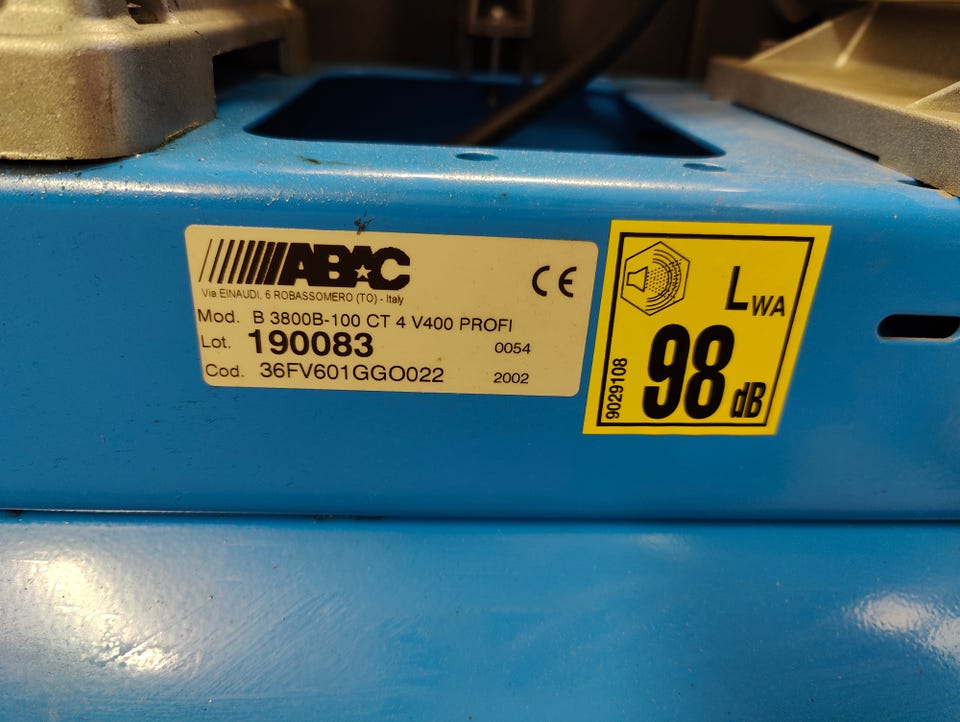 ABAC
CE
Via EINAUDI, 6 ROBASSOMERO (TO) - Italy
Mod. B 3800B-100 CT 4 V400 PROFI
Lot. 190083 0054
Cod. 36FV601GGO022 2002
LWA
98 dB
9029108